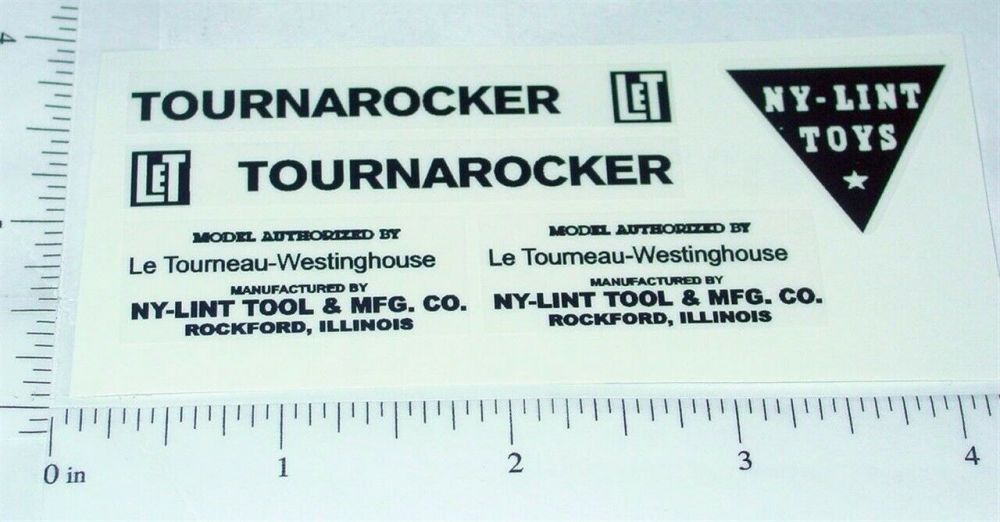 TOURNAROCKER LET
LET TOURNAROCKER
NY-LINT
TOYS
MODEL AUTHORIZED BY
Le Tourneau-Westinghouse
MANUFACTURED BY
NY-LINT TOOL & MFG. CO.
ROCKFORD, ILLINOIS
MODEL AUTHORIZED BY
Le Tourneau-Westinghouse
MANUFACTURED BY
NY-LINT TOOL & MFG. CO.
ROCKFORD, ILLINOIS
4
0 in 1 2 3 4